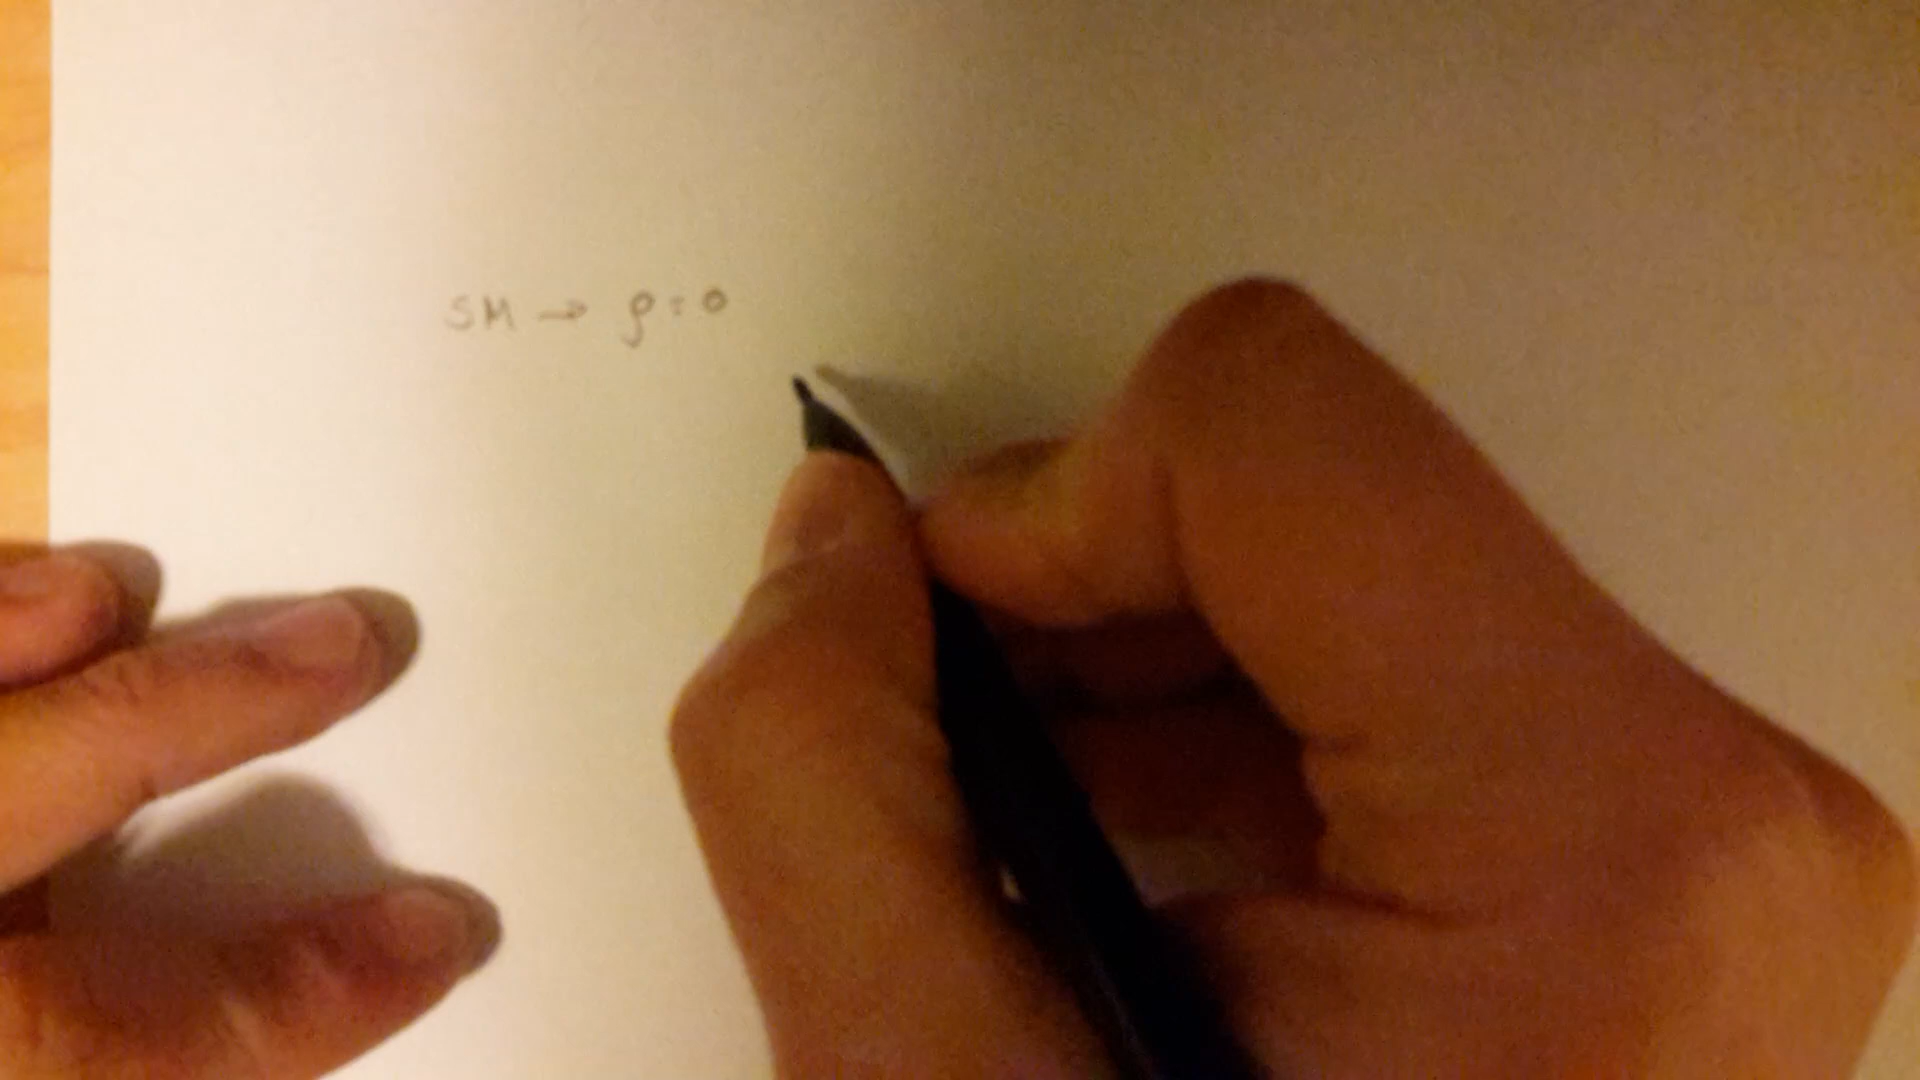 SM → ρ = 0